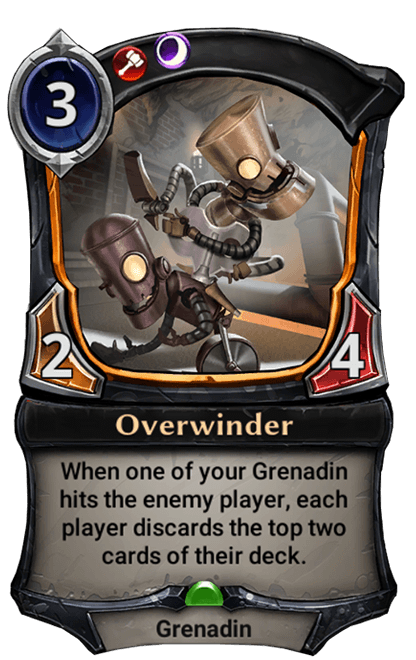 3
2
4
Overwinder
When one of your Grenadin
hits the enemy player, each
player discards the top two
cards of their deck.
Grenadin